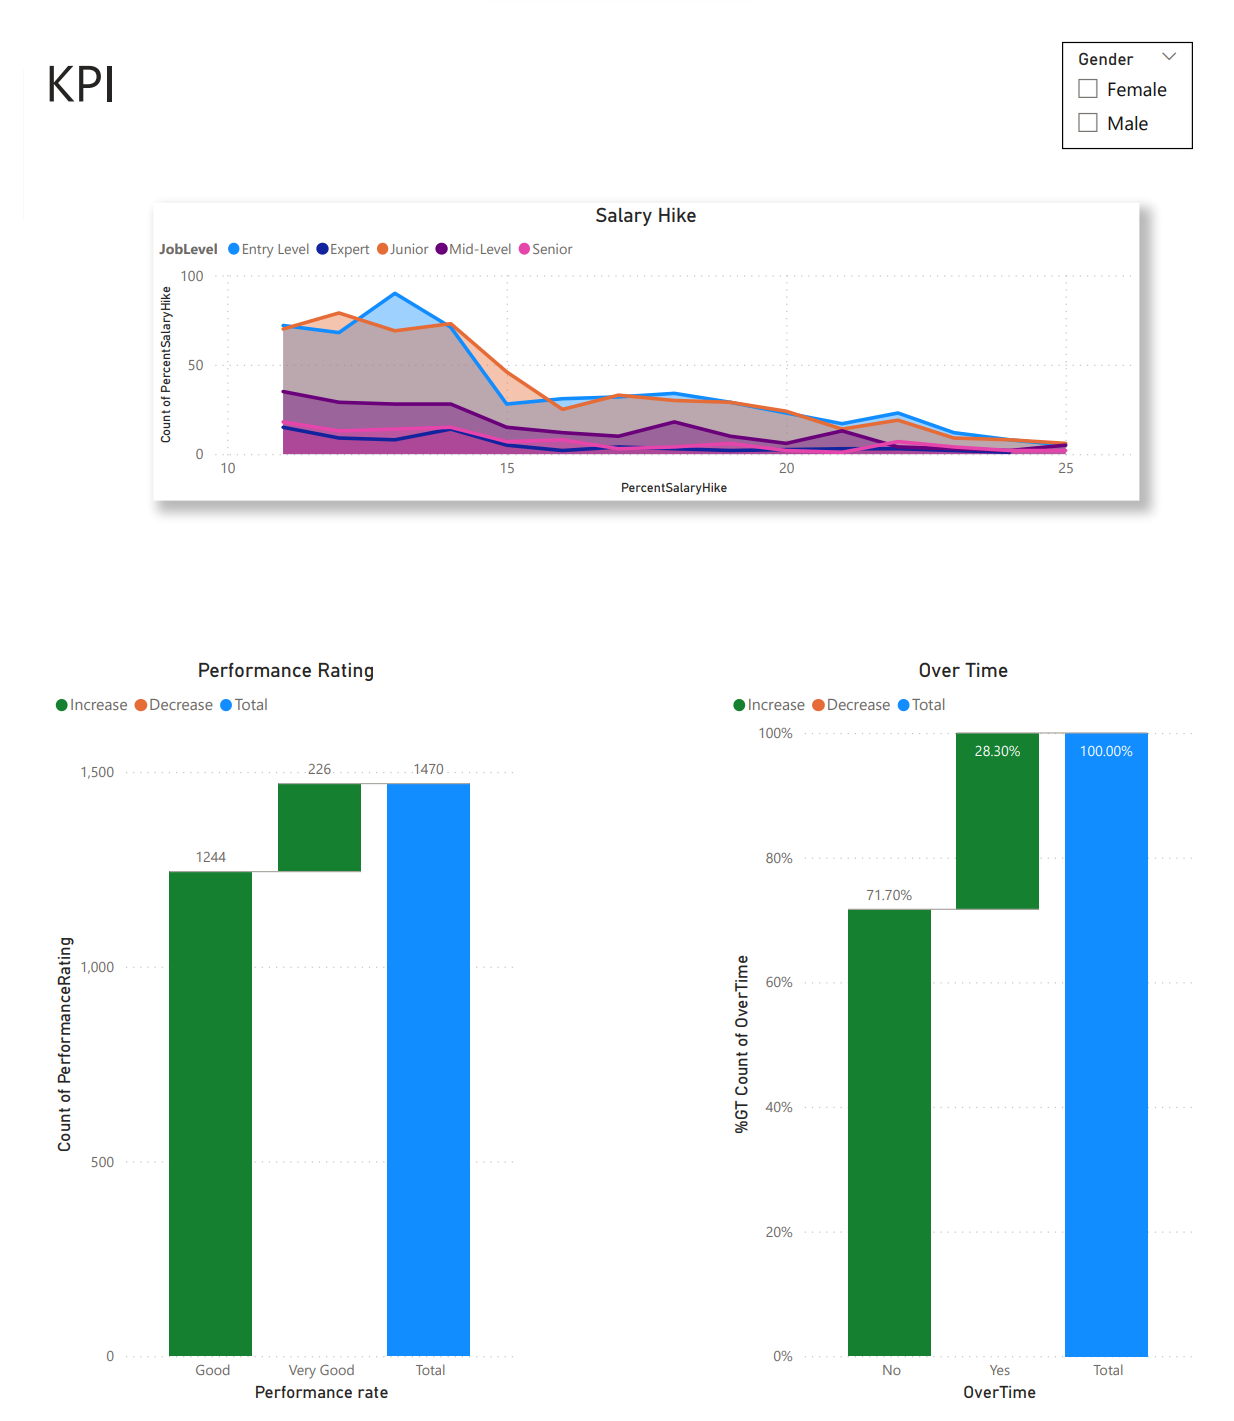 KPI
Gender
Female
Male
Salary Hike
JobLevel Entry Level Expert Junior Mid-Level Senior
100
50
0
Count of PercentSalaryHike
10 15 20 25
PercentSalaryHike
Performance Rating
Increase Decrease Total
1,500
1,000
500
0
Count of PerformanceRating
1244
226
1470
Good Very Good Total
Performance rate
Over Time
Increase Decrease Total
100%
80%
60%
40%
20%
0%
%GT Count of OverTime
71.70%
28.30%
100.00%
No Yes Total
OverTime